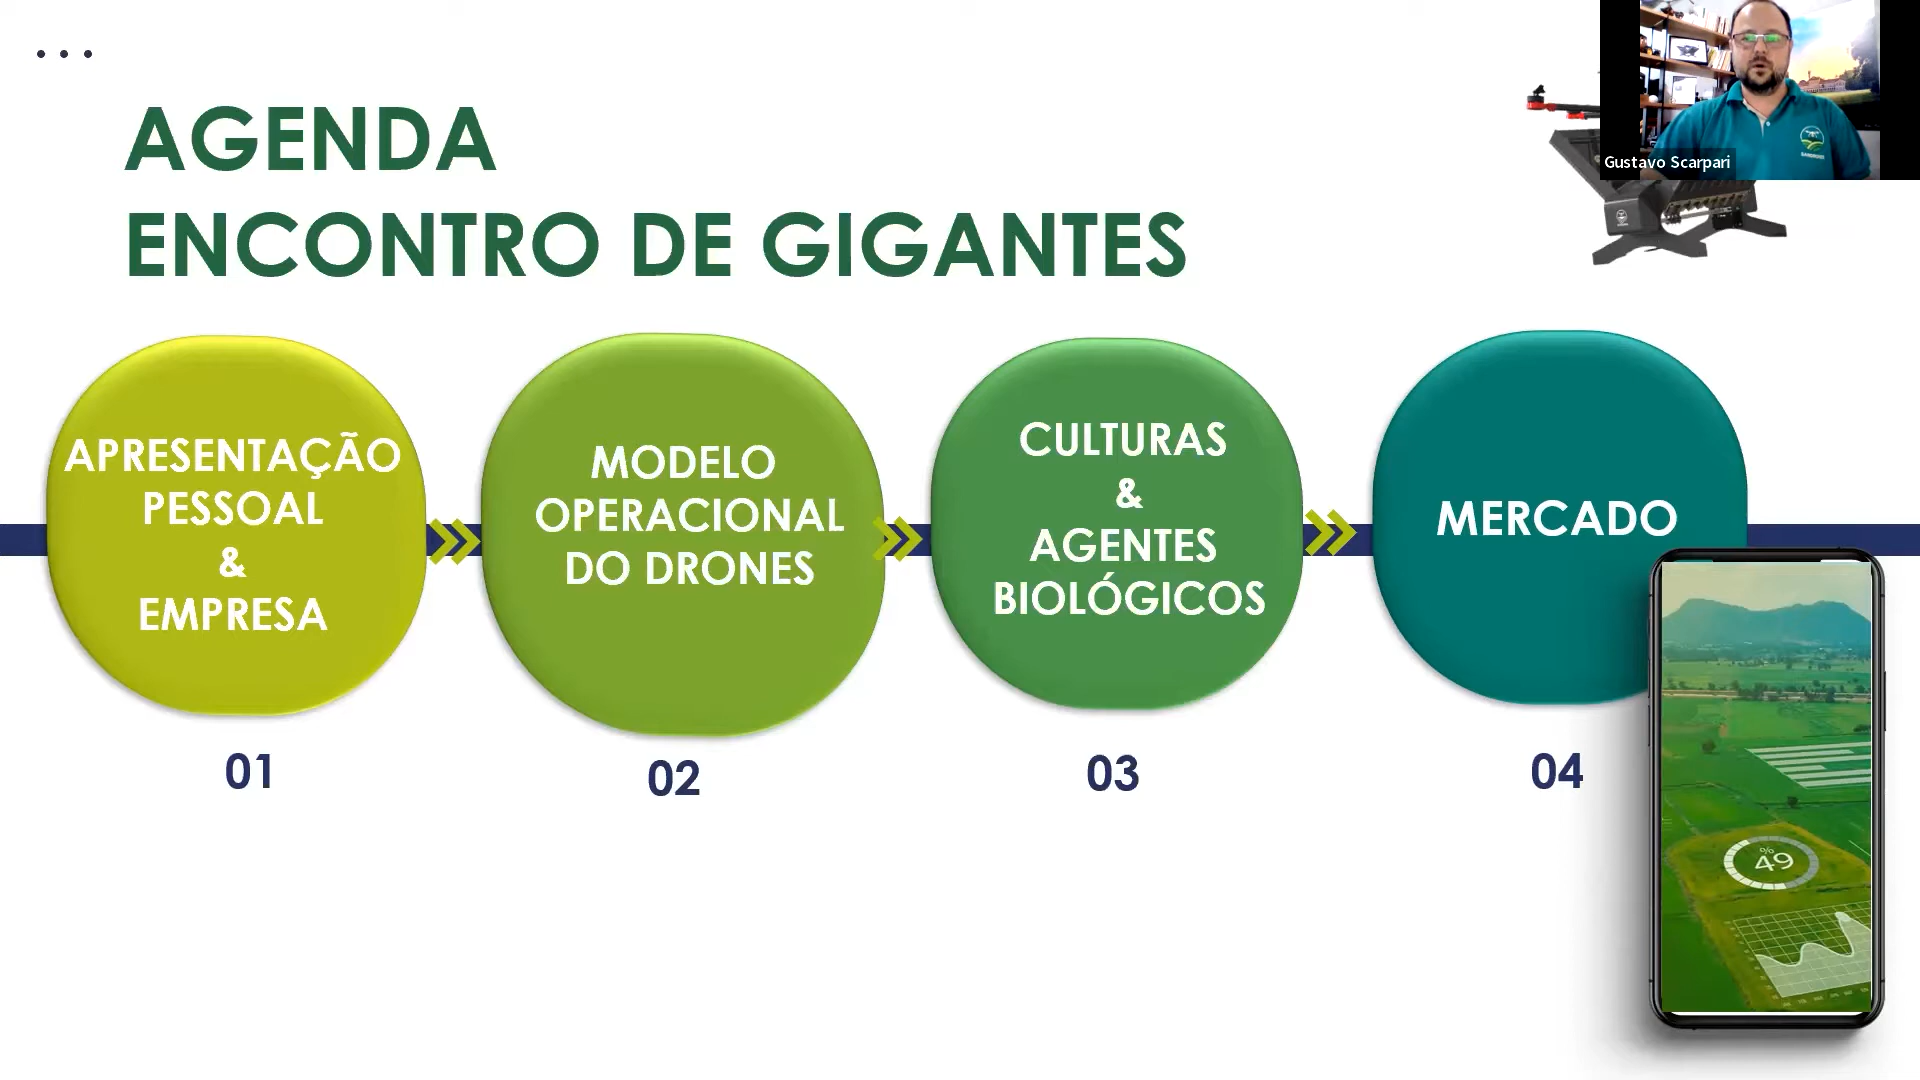 AGENDA
ENCONTRO DE GIGANTES
Gustavo Scarpari
APRESENTAÇÃO
PESSOAL
&
EMPRESA
01
MODELO
OPERACIONAL
DO DRONES
02
CULTURAS
&
AGENTES
BIOLÓGICOS
03
MERCADO
04
%
49